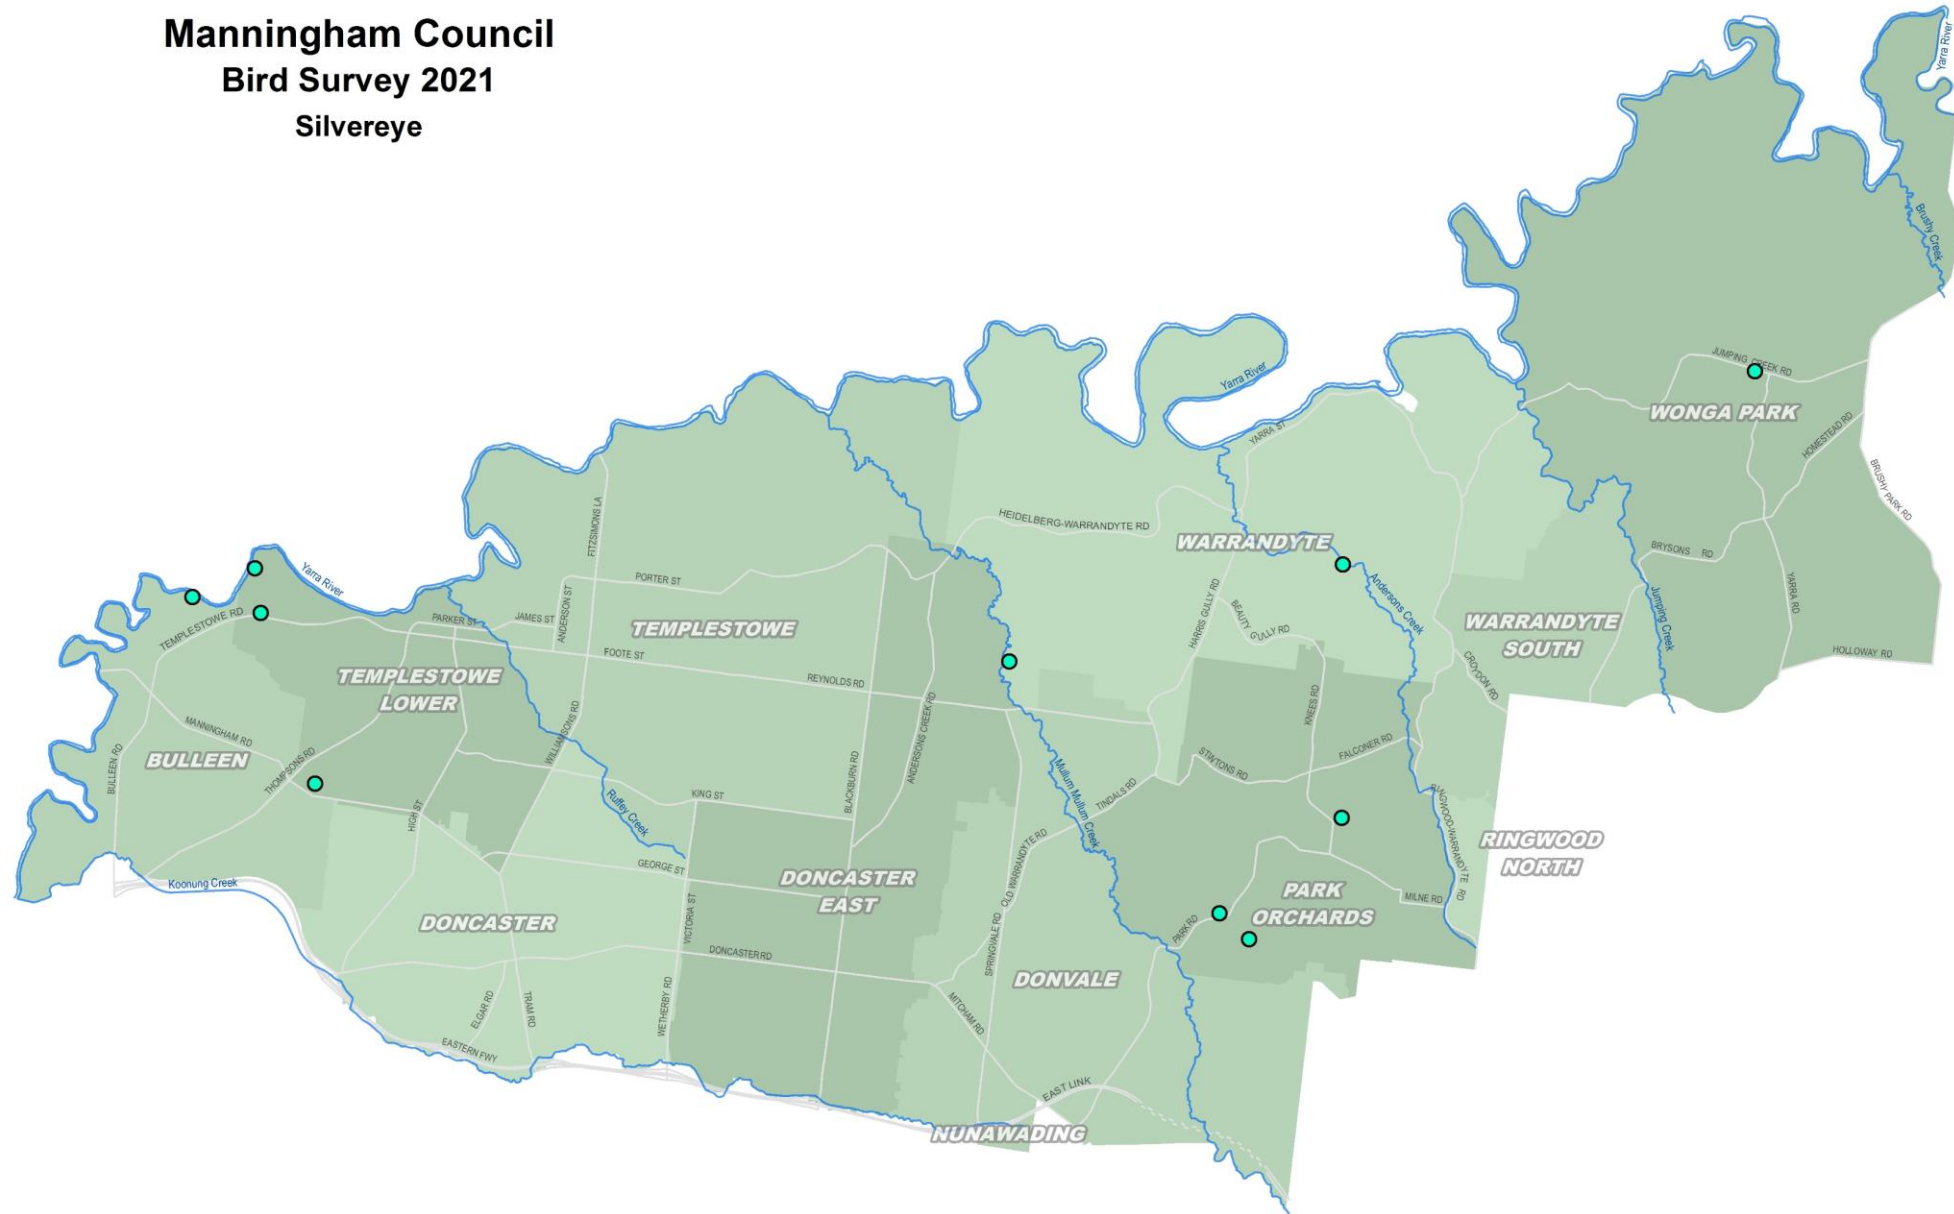 Manningham Council
Bird Survey 2021
Silvereye
Yarra River
Brushy Creek
JUMPING CREEK RD
WONGA PARK
HOMESTEAD RD
BRUSHY PARK RD
Yarra River
YARRA ST
HEIDELBERG-WARRANDYTE RD
WARRANDYTE
BRYSONS RD
YARRA RD
Jumping Creek
HOLLOWAY RD
Andersons Creek
WARRANDYTE
SOUTH
CROYDON RD
HARRIS GULLY RD
BEAUTY GULLY RD
KNEES RD
FALCONER RD
STINTONS RD
RINGWOOD-WARRANDYTE RD
RINGWOOD
NORTH
PARK
ORCHARDS
MILNE RD
PARK RD
Yarra River
FITZSIMONS LA
PORTER ST
ANDERSON ST
JAMES ST
PARKER ST
TEMPLESTOWE RD
TEMPLESTOWE
FOOTE ST
REYNOLDS RD
TEMPLESTOWE
LOWER
MANNINGHAM RD
BULLEEN
BULLEEN RD
THOMPSONS RD
WILLIAMSONS RD
HIGH ST
Ruffey Creek
KING ST
BLACKBURN RD
ANDERSONS CREEK RD
Mullum Mullum Creek
TINDALS RD
OLD WARRANDYTE RD
GEORGE ST
DONCASTER
EAST
Koonung Creek
DONCASTER
VICTORIA ST
DONCASTER RD
SPRINGVALE RD
DONVALE
MITCHAM RD
ELGAR RD
TRAM RD
WETHERBY RD
EASTERN FWY
EAST LINK
NUNAWADING